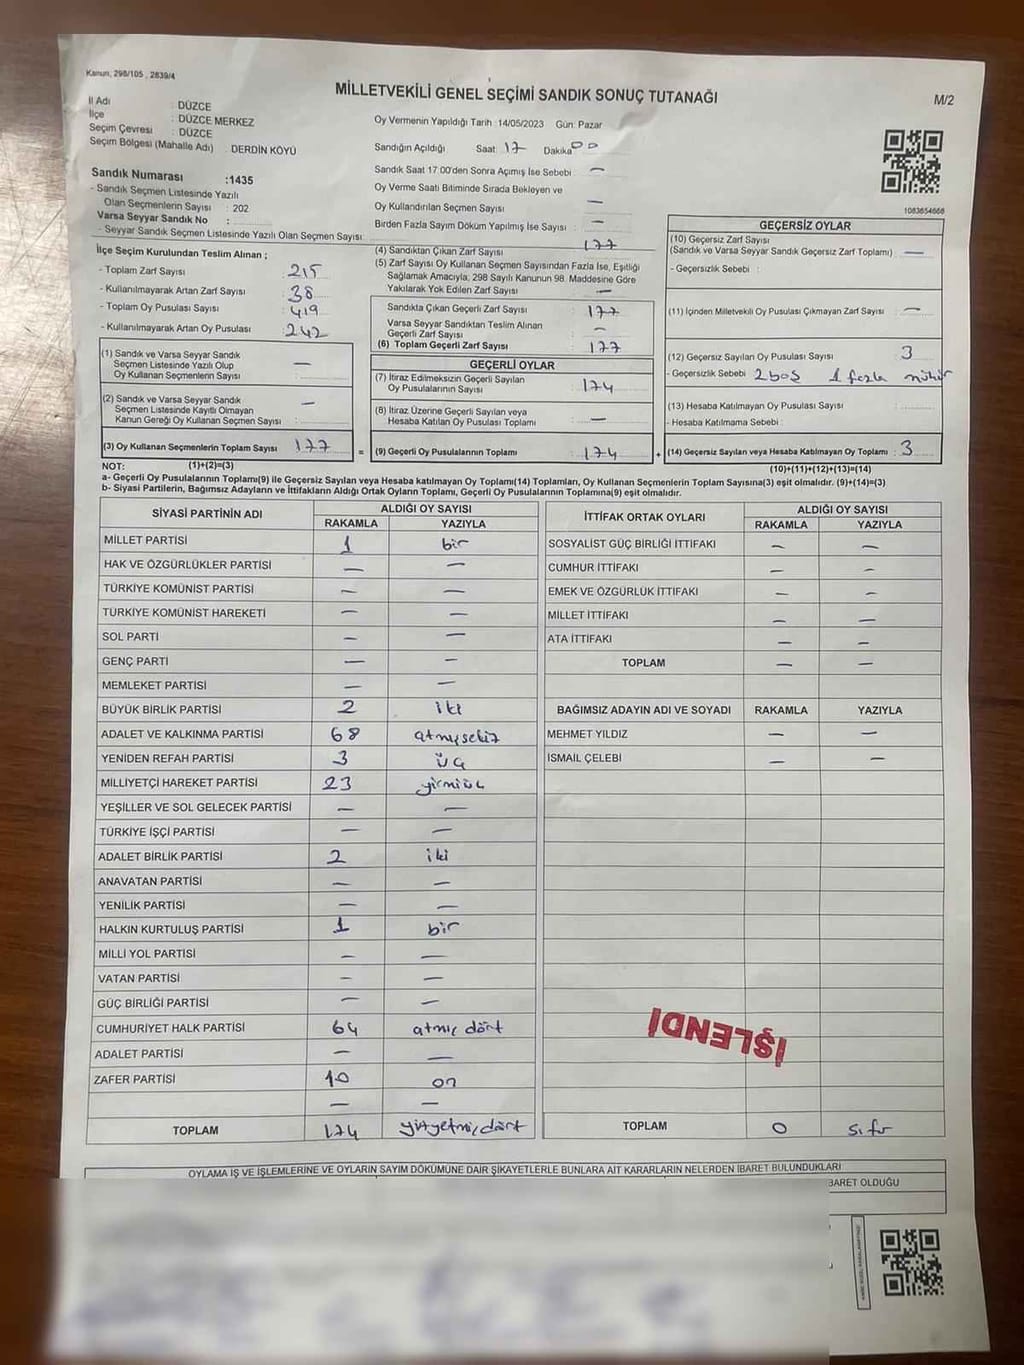 Kanun, 298/105 , 2839/4
MİLLETVEKİLİ GENEL SEÇİMİ SANDIK SONUÇ TUTANAĞI
M/2
İl Adı : DÜZCE
İlçe : DÜZCE MERKEZ
Seçim Çevresi : DÜZCE
Seçim Bölgesi (Mahalle Adı) : DERDİN KÖYÜ
Sandık Numarası :1435
- Sandık Seçmen Listesinde Yazılı
Olan Seçmenlerin Sayısı : 202
Varsa Seyyar Sandık No :
- Seyyar Sandık Seçmen Listesinde Yazılı Olan Seçmen Sayısı:
Oy Vermenin Yapıldığı Tarih :14/05/2023 Gün: Pazar
Sandığın Açıldığı Saat: 17 Dakika 00
Sandık Saat 17:00'den Sonra Açımış İse Sebebi : —
Oy Verme Saati Bitiminde Sırada Bekleyen ve
Oy Kullandırılan Seçmen Sayısı : —
Birden Fazla Sayım Döküm Yapılmış İse Sayısı : —
1083654668
İlçe Seçim Kurulundan Teslim Alınan ;
- Toplam Zarf Sayısı : 215
- Kullanılmayarak Artan Zarf Sayısı : 38
- Toplam Oy Pusulası Sayısı : 419
- Kullanılmayarak Artan Oy Pusulası : 242
(1) Sandık ve Varsa Seyyar Sandık
Seçmen Listesinde Yazılı Olup
Oy Kullanan Seçmenlerin Sayısı : —
(2) Sandık ve Varsa Seyyar Sandık
Seçmen Listesinde Kayıtlı Olmayan
Kanun Gereği Oy Kullanan Seçmen Sayısı : —
(3) Oy Kullanan Seçmenlerin Toplam Sayısı 177
(1)+(2)=(3)
(4) Sandıktan Çıkan Zarf Sayısı : 177
(5) Zarf Sayısı Oy Kullanan Seçmen Sayısından Fazla İse, Eşitliği
Sağlamak Amacıyla, 298 Sayılı Kanunun 98. Maddesine Göre
Yakılarak Yok Edilen Zarf Sayısı : —
Sandıkta Çıkan Geçerli Zarf Sayısı : 177
Varsa Seyyar Sandıktan Teslim Alınan
Geçerli Zarf Sayısı : —
(6) Toplam Geçerli Zarf Sayısı : 177
GEÇERLİ OYLAR
(7) İtiraz Edilmeksizin Geçerli Sayılan
Oy Pusulalarının Sayısı : 174
(8) İtiraz Üzerine Geçerli Sayılan veya
Hesaba Katılan Oy Pusulası Toplamı : —
= (9) Geçerli Oy Pusulalarının Toplamı : 174
GEÇERSİZ OYLAR
(10) Geçersiz Zarf Sayısı
(Sandık ve Varsa Seyyar Sandık Geçersiz Zarf Toplamı) : —
- Geçersizlik Sebebi :
(11) İçinden Milletvekili Oy Pusulası Çıkmayan Zarf Sayısı : —
(12) Geçersiz Sayılan Oy Pusulası Sayısı : 3
- Geçersizlik Sebebi : 2 boş 1 fazla mühür
(13) Hesaba Katılmayan Oy Pusulası Sayısı :
- Hesaba Katılmama Sebebi :
+ (14) Geçersiz Sayılan veya Hesaba Katılmayan Oy Toplamı : 3
(10)+(11)+(12)+(13)=(14)
NOT:
a- Geçerli Oy Pusulalarının Toplamı(9) ile Geçersiz Sayılan veya Hesaba katılmayan Oy Toplamı(14) Toplamları, Oy Kullanan Seçmenlerin Toplam Sayısına(3) eşit olmalıdır. (9)+(14)=(3)
b- Siyasi Partilerin, Bağımsız Adayların ve İttifakların Aldığı Ortak Oyların Toplamı, Geçerli Oy Pusulalarının Toplamına(9) eşit olmalıdır.
SİYASİ PARTİNİN ADI
ALDIĞI OY SAYISI
RAKAMLA YAZIYLA
MİLLET PARTİSİ 1 bir
HAK VE ÖZGÜRLÜKLER PARTİSİ — —
TÜRKİYE KOMÜNİST PARTİSİ — —
TÜRKİYE KOMÜNİST HAREKETİ — —
SOL PARTİ — —
GENÇ PARTİ — —
MEMLEKET PARTİSİ — —
BÜYÜK BİRLİK PARTİSİ 2 iki
ADALET VE KALKINMA PARTİSİ 68 atmışsekiz
YENİDEN REFAH PARTİSİ 3 üç
MİLLİYETÇİ HAREKET PARTİSİ 23 yirmiüç
YEŞİLLER VE SOL GELECEK PARTİSİ — —
TÜRKİYE İŞÇİ PARTİSİ — —
ADALET BİRLİK PARTİSİ 2 iki
ANAVATAN PARTİSİ — —
YENİLİK PARTİSİ — —
HALKIN KURTULUŞ PARTİSİ 1 bir
MİLLİ YOL PARTİSİ — —
VATAN PARTİSİ — —
GÜÇ BİRLİĞİ PARTİSİ — —
CUMHURİYET HALK PARTİSİ 64 atmış dört
ADALET PARTİSİ — —
ZAFER PARTİSİ 10 on
— —
TOPLAM 174 yüzyetmişdört
İTTİFAK ORTAK OYLARI
ALDIĞI OY SAYISI
RAKAMLA YAZIYLA
SOSYALİST GÜÇ BİRLİĞİ İTTİFAKI — —
CUMHUR İTTİFAKI — —
EMEK VE ÖZGÜRLÜK İTTİFAKI — —
MİLLET İTTİFAKI — —
ATA İTTİFAKI — —
TOPLAM — —
BAĞIMSIZ ADAYIN ADI VE SOYADI RAKAMLA YAZIYLA
MEHMET YILDIZ — —
İSMAİL ÇELEBİ — —
İŞLENDİ
TOPLAM 0 sıfır
OYLAMA İŞ VE İŞLEMLERİNE VE OYLARIN SAYIM DÖKÜMÜNE DAİR ŞİKAYETLERLE BUNLARA AİT KARARLARIN NELERDEN İBARET BULUNDUKLARI
BARET OLDUĞU